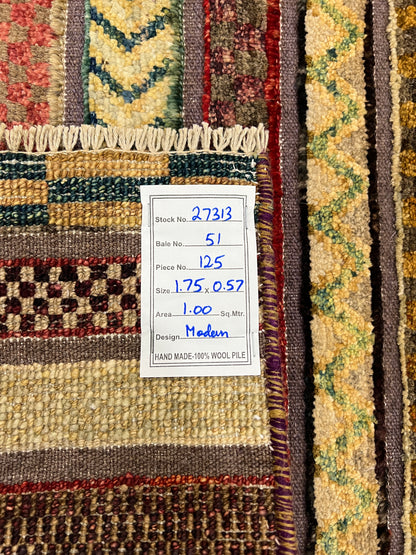 Stock No. 27313
Bale No. 51
Piece No. 125
Size 1.75 x 0.57
Area 1.00 Sq.Mtr.
Design Modern
HAND MADE-100% WOOL PILE